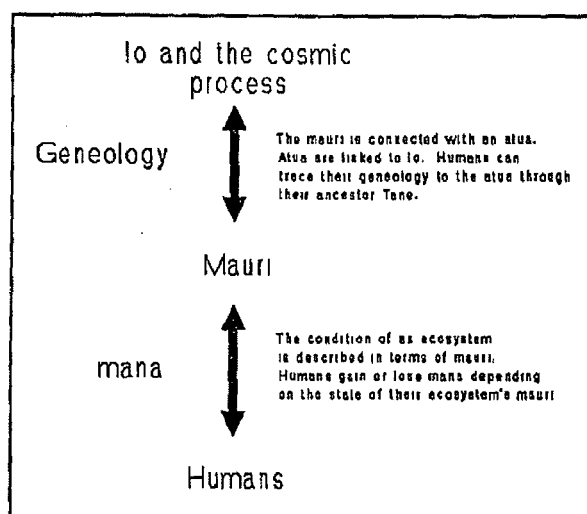 Io and the cosmic
process
Geneology
The mauri is connected with an atua.
Atua are linked to Io. Humans can
trace their geneology to the atua through
their ancestor Tane.
Mauri
mana
The condition of an ecosystem
is described in terms of mauri.
Humans gain or lose mana depending
on the state of their ecosystem's mauri
Humans